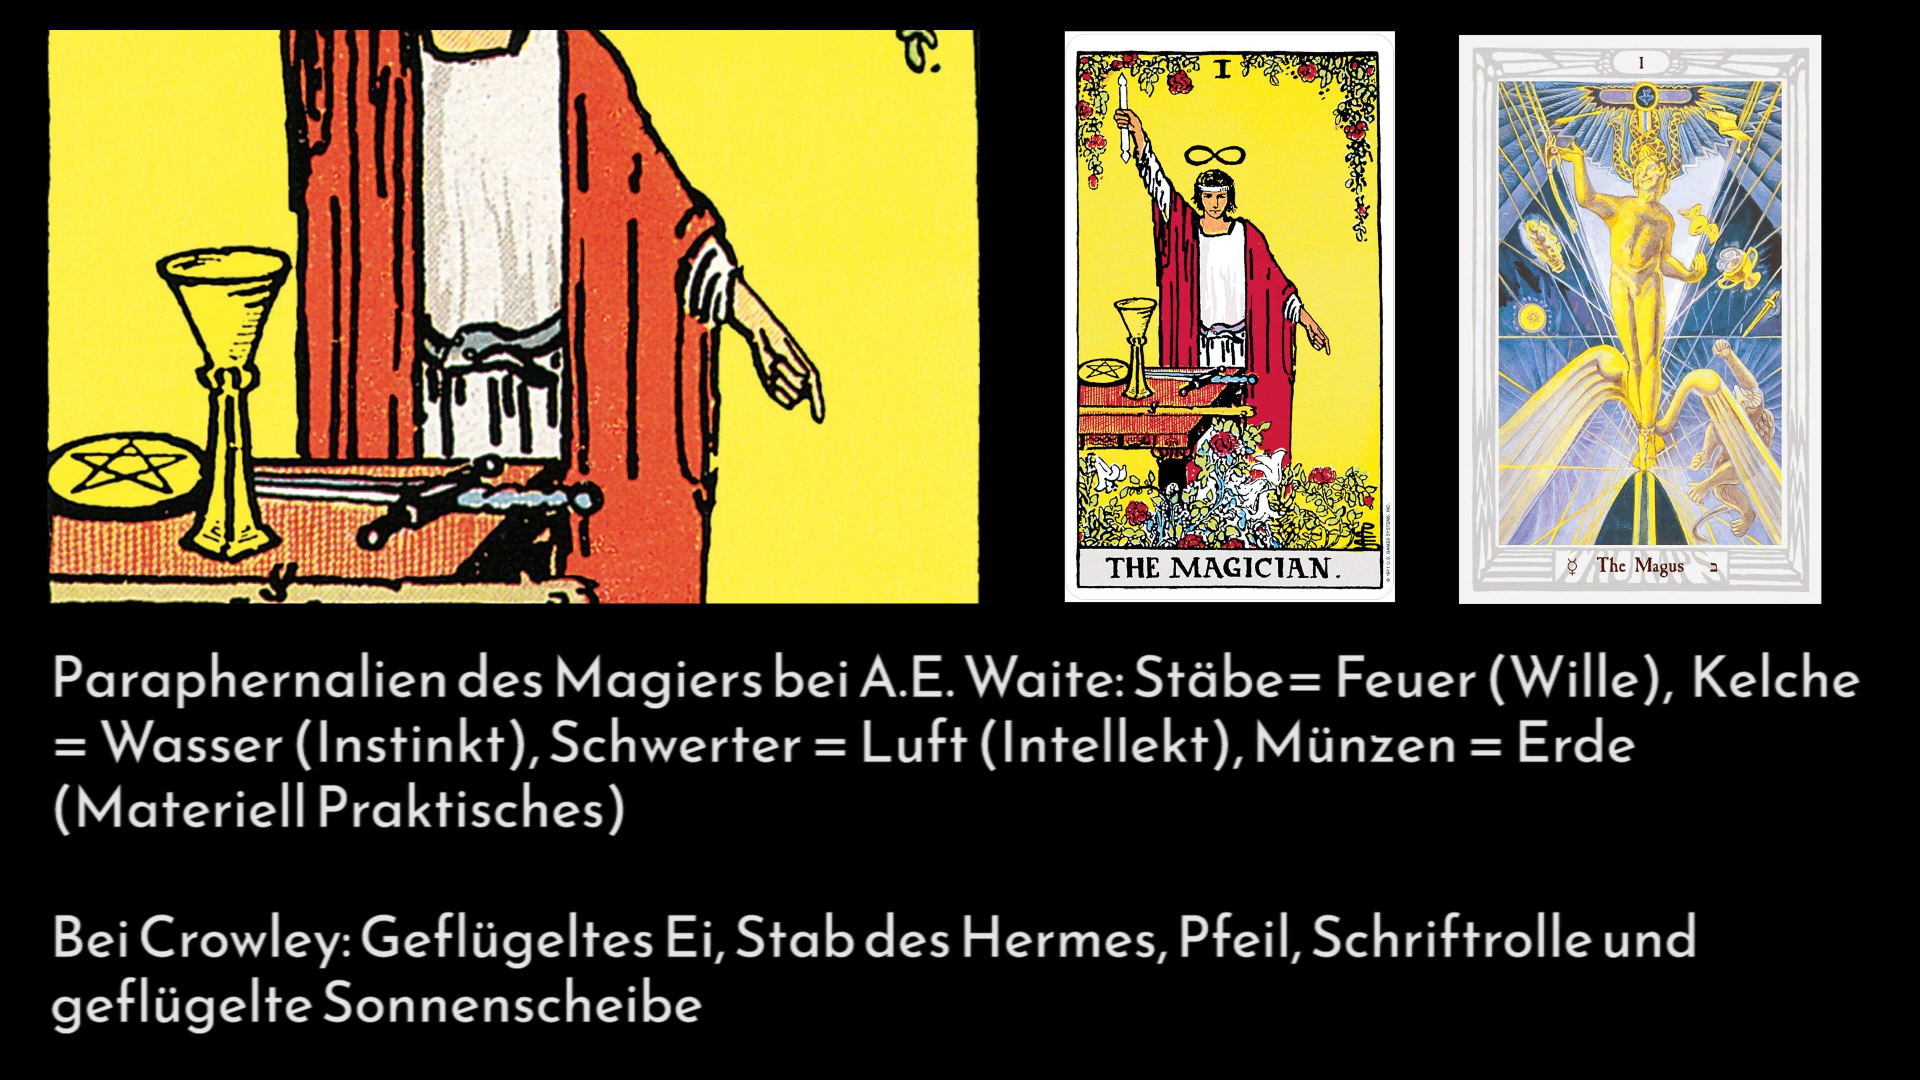 I
THE MAGICIAN.
I
☿ The Magus ב
Paraphernalien des Magiers bei A.E. Waite: Stäbe= Feuer (Wille), Kelche
= Wasser (Instinkt), Schwerter = Luft (Intellekt), Münzen = Erde
(Materiell Praktisches)
Bei Crowley: Geflügeltes Ei, Stab des Hermes, Pfeil, Schriftrolle und
geflügelte Sonnenscheibe